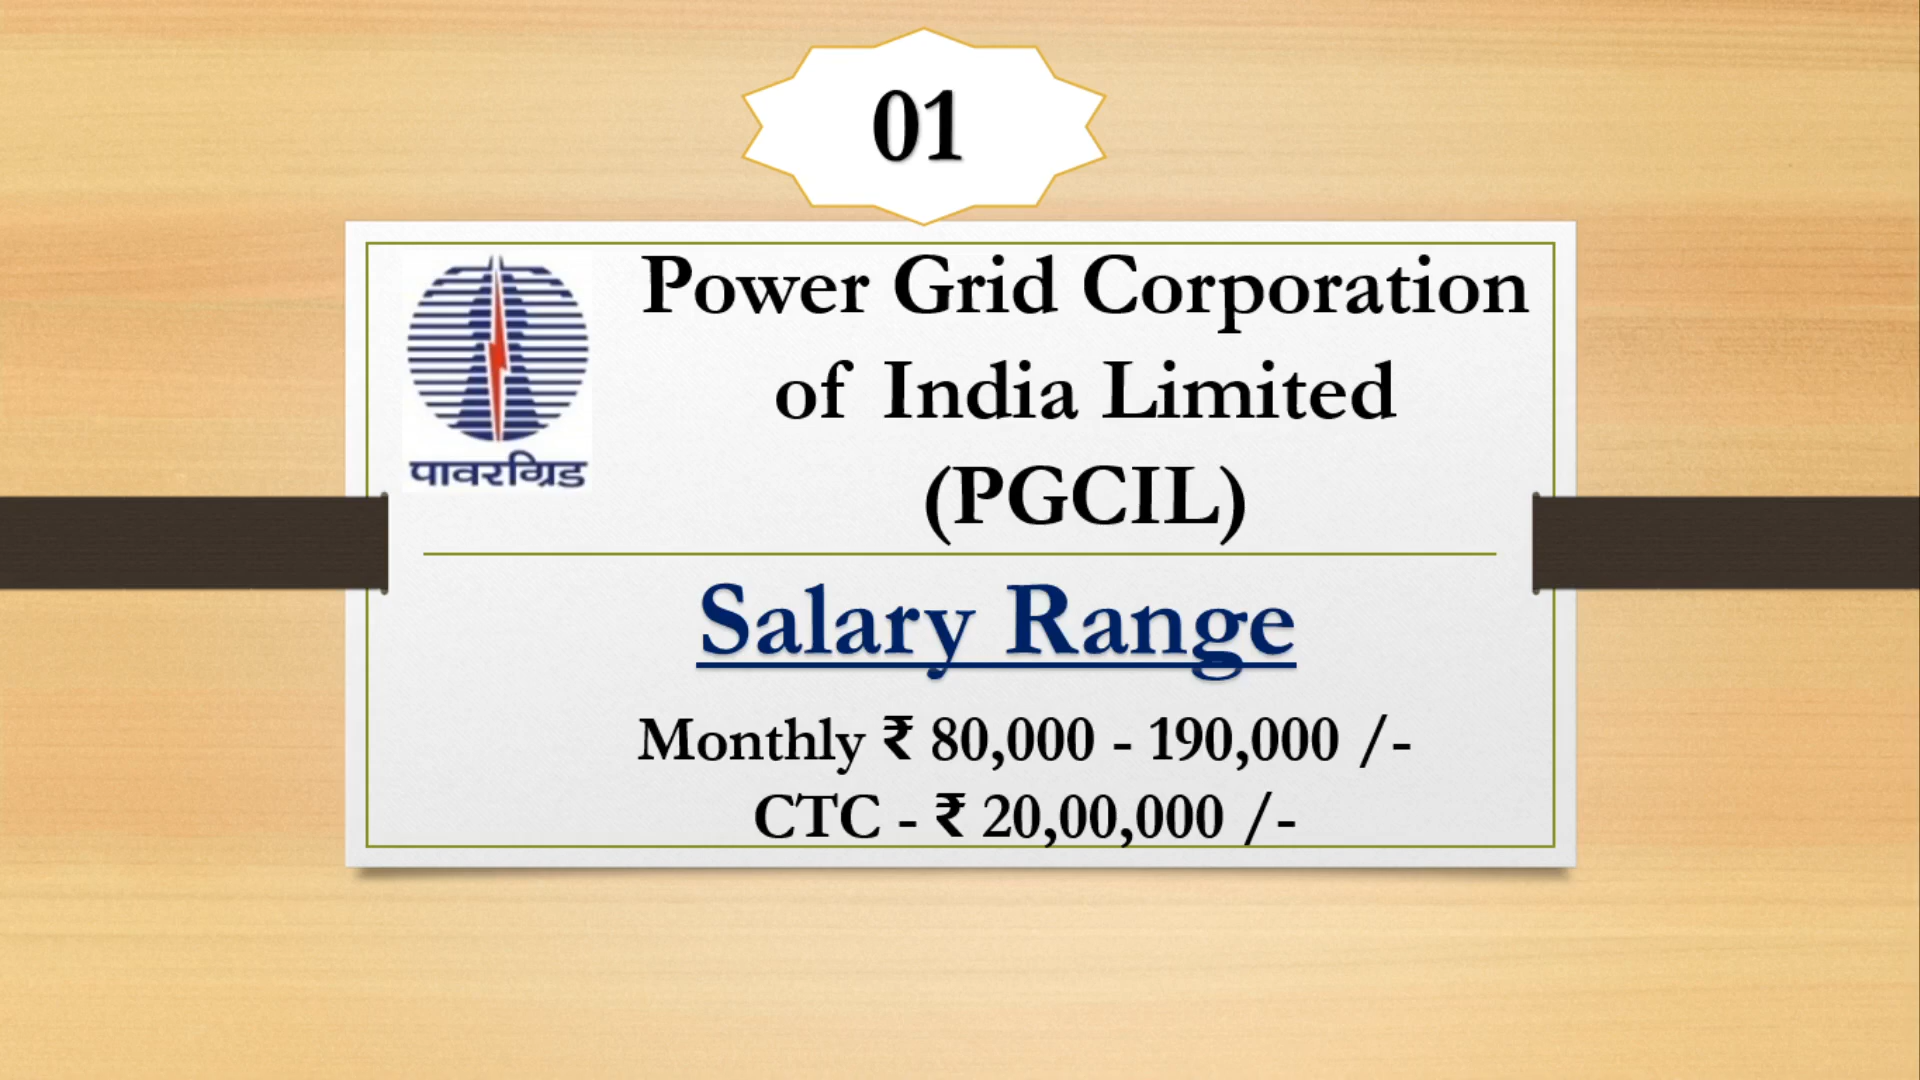 01
पावरग्रिड
Power Grid Corporation
of India Limited
(PGCIL)
Salary Range
Monthly ₹ 80,000 - 190,000 /-
CTC - ₹ 20,00,000 /-